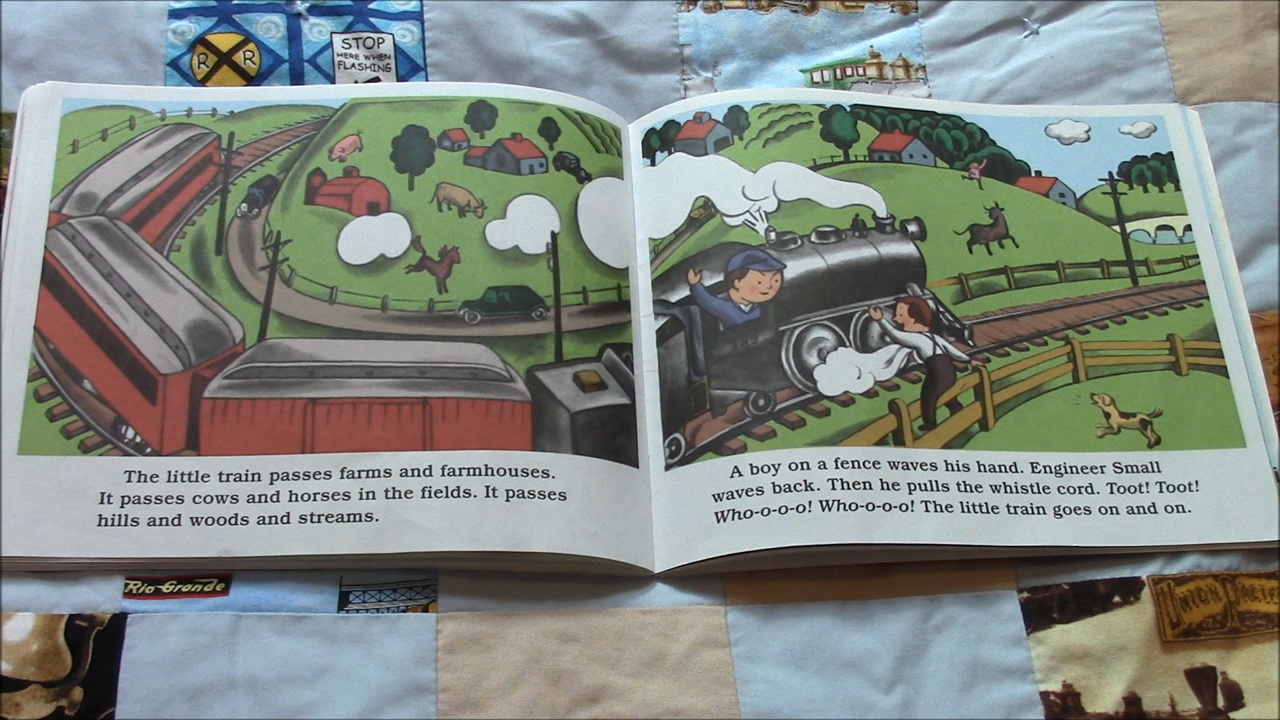 R R
STOP
HERE WHEN
FLASHING
The little train passes farms and farmhouses.
It passes cows and horses in the fields. It passes
hills and woods and streams.
A boy on a fence waves his hand. Engineer Small
waves back. Then he pulls the whistle cord. Toot! Toot!
Who-o-o-o! Who-o-o-o! The little train goes on and on.
Rio Grande
UNION PACIFIC